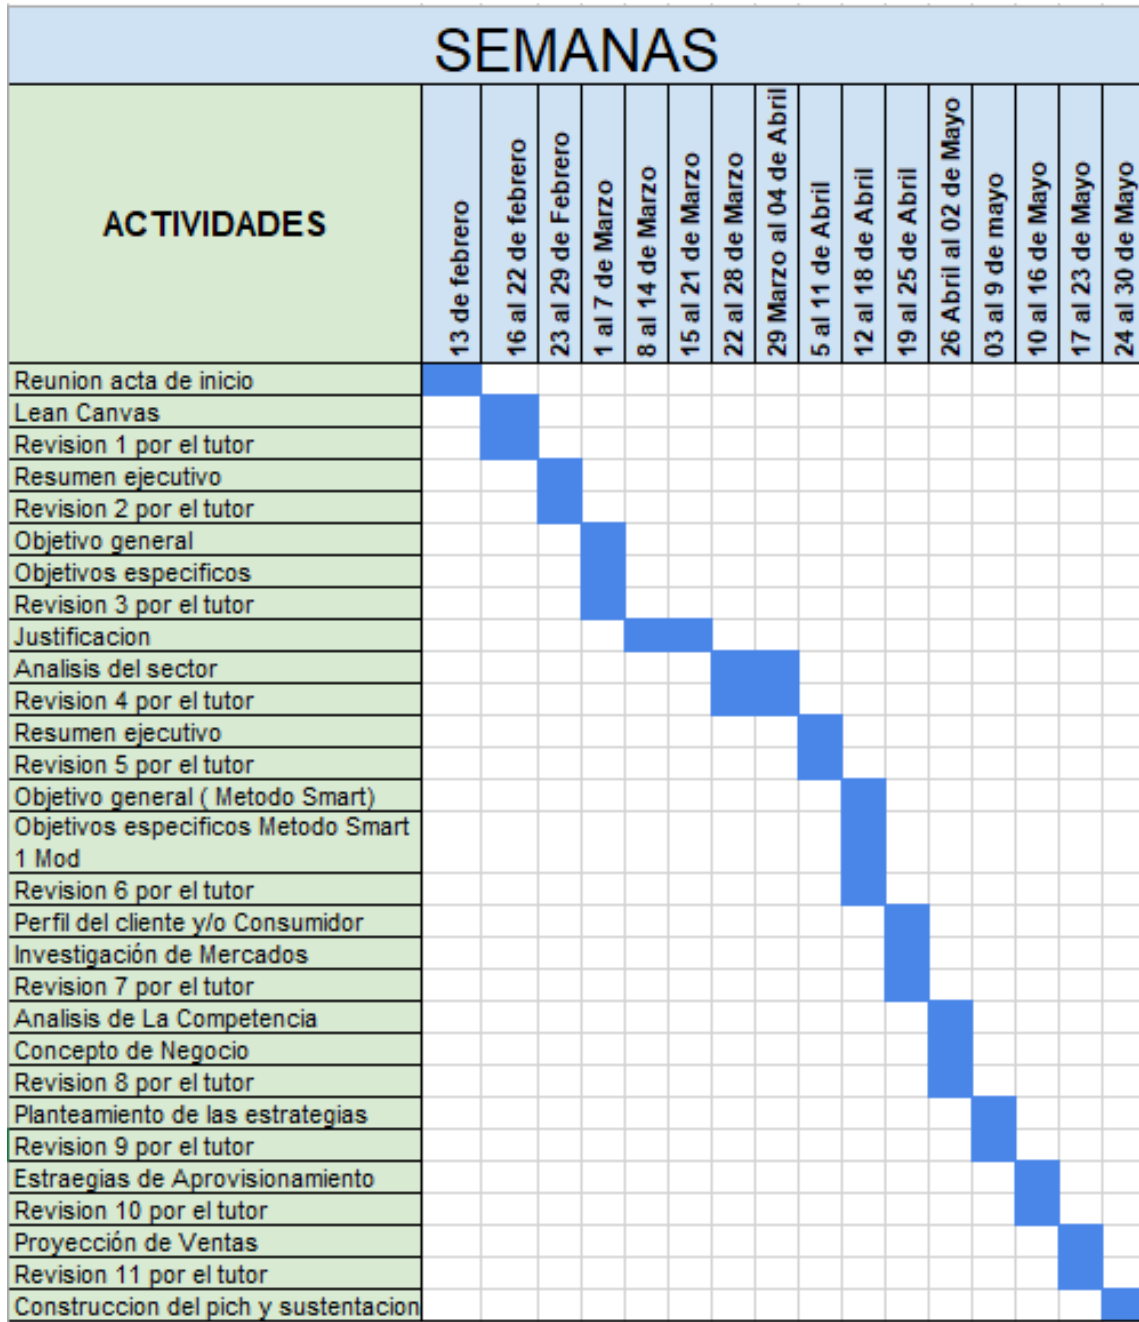 SEMANAS
ACTIVIDADES
13 de febrero
16 al 22 de febrero
23 al 29 de Febrero
1 al 7 de Marzo
8 al 14 de Marzo
15 al 21 de Marzo
22 al 28 de Marzo
29 Marzo al 04 de Abril
5 al 11 de Abril
12 al 18 de Abril
19 al 25 de Abril
26 Abril al 02 de Mayo
03 al 9 de mayo
10 al 16 de Mayo
17 al 23 de Mayo
24 al 30 de Mayo
Reunion acta de inicio
Lean Canvas
Revision 1 por el tutor
Resumen ejecutivo
Revision 2 por el tutor
Objetivo general
Objetivos especificos
Revision 3 por el tutor
Justificacion
Analisis del sector
Revision 4 por el tutor
Resumen ejecutivo
Revision 5 por el tutor
Objetivo general ( Metodo Smart)
Objetivos especificos Metodo Smart
1 Mod
Revision 6 por el tutor
Perfil del cliente y/o Consumidor
Investigación de Mercados
Revision 7 por el tutor
Analisis de La Competencia
Concepto de Negocio
Revision 8 por el tutor
Planteamiento de las estrategias
Revision 9 por el tutor
Estraegias de Aprovisionamiento
Revision 10 por el tutor
Proyección de Ventas
Revision 11 por el tutor
Construccion del pich y sustentacion